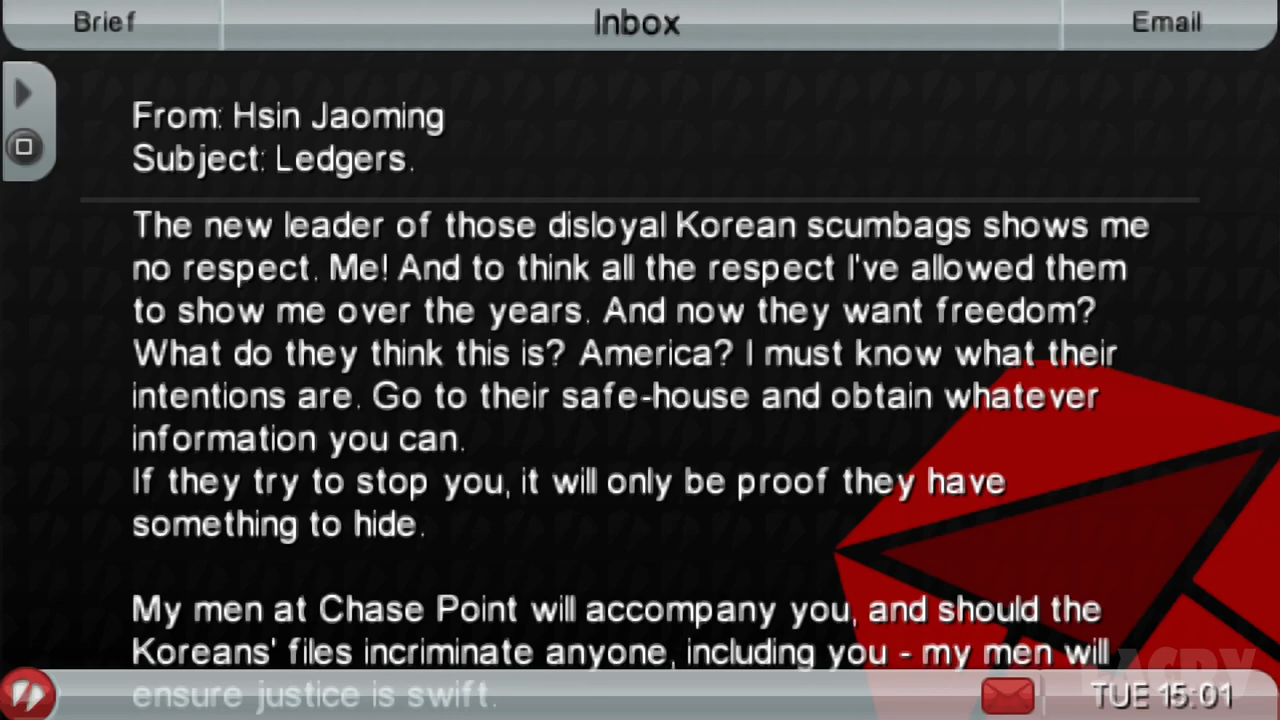 Brief
Inbox
Email
From: Hsin Jaoming
Subject: Ledgers.
The new leader of those disloyal Korean scumbags shows me
no respect. Me! And to think all the respect I've allowed them
to show me over the years. And now they want freedom?
What do they think this is? America? I must know what their
intentions are. Go to their safe-house and obtain whatever
information you can.
If they try to stop you, it will only be proof they have
something to hide.
My men at Chase Point will accompany you, and should the
Koreans' files incriminate anyone, including you - my men will
ensure justice is swift.
TUE 15:01